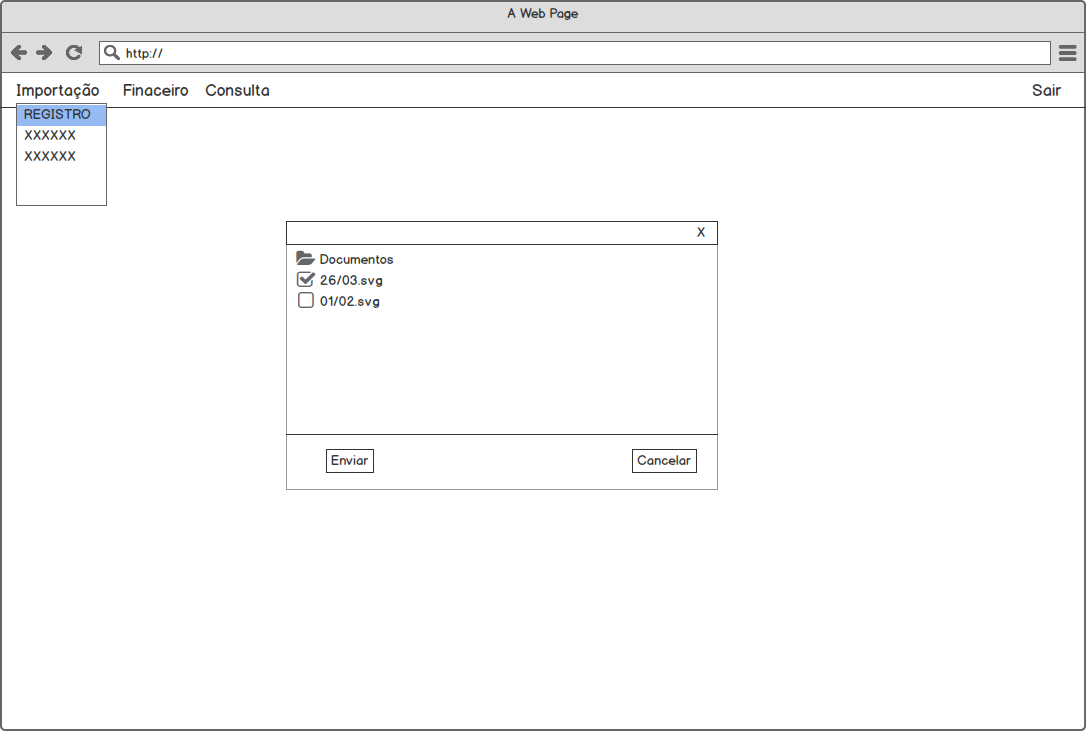 A Web Page
http://
Importação Finaceiro Consulta Sair
REGISTRO
XXXXXX
XXXXXX
X
Documentos
26/03.svg
01/02.svg
Enviar Cancelar